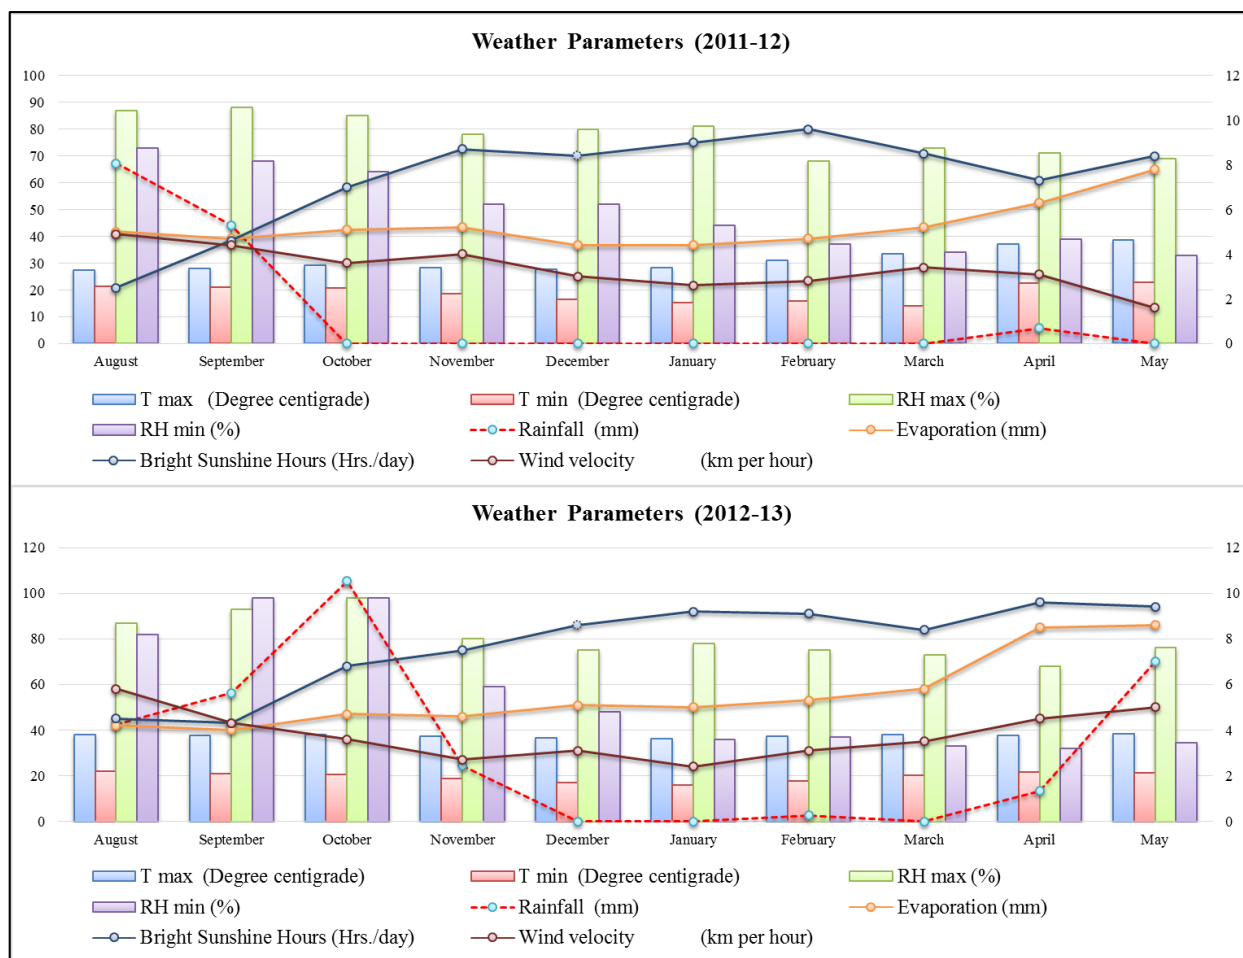 Weather Parameters (2011-12)
100 12
90
80 10
70 8
60
50 6
40
30 4
20 2
10
0 0
August September October November December January February March April May
T max (Degree centigrade) T min (Degree centigrade) RH max (%)
RH min (%) Rainfall (mm) Evaporation (mm)
Bright Sunshine Hours (Hrs./day) Wind velocity (km per hour)
Weather Parameters (2012-13)
120 12
100 10
80 8
60 6
40 4
20 2
0 0
August September October November December January February March April May
T max (Degree centigrade) T min (Degree centigrade) RH max (%)
RH min (%) Rainfall (mm) Evaporation (mm)
Bright Sunshine Hours (Hrs./day) Wind velocity (km per hour)